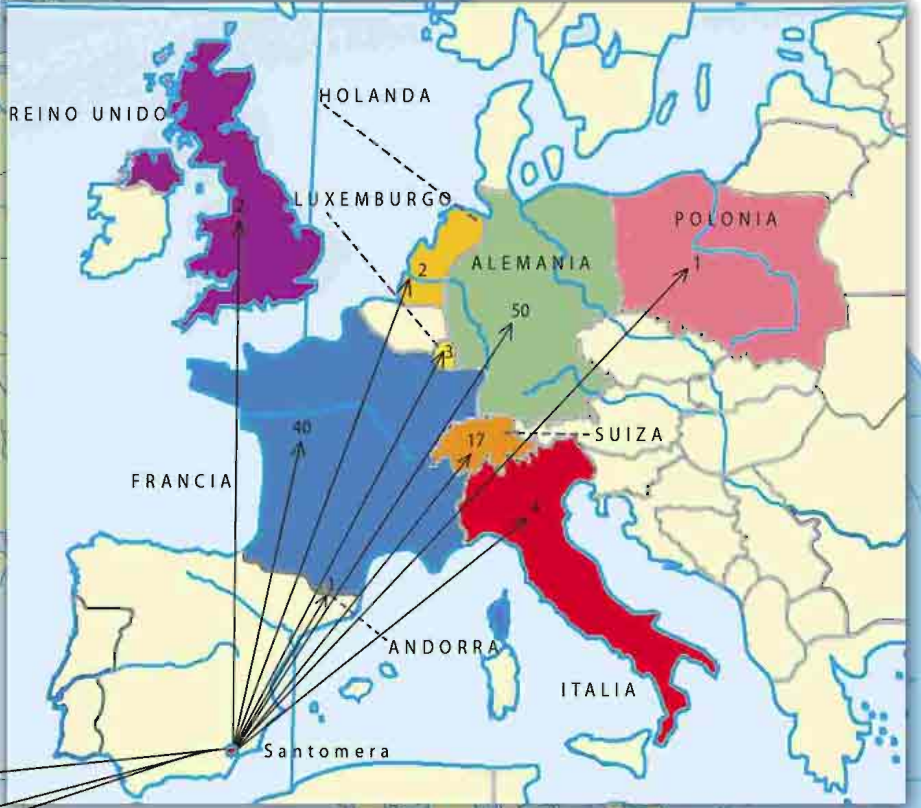 HOLANDA
REINO UNIDO
LUXEMBURGO
2
POLONIA
ALEMANIA
2
1
50
3
40
17
SUIZA
FRANCIA
4
1
ANDORRA
ITALIA
Santomera